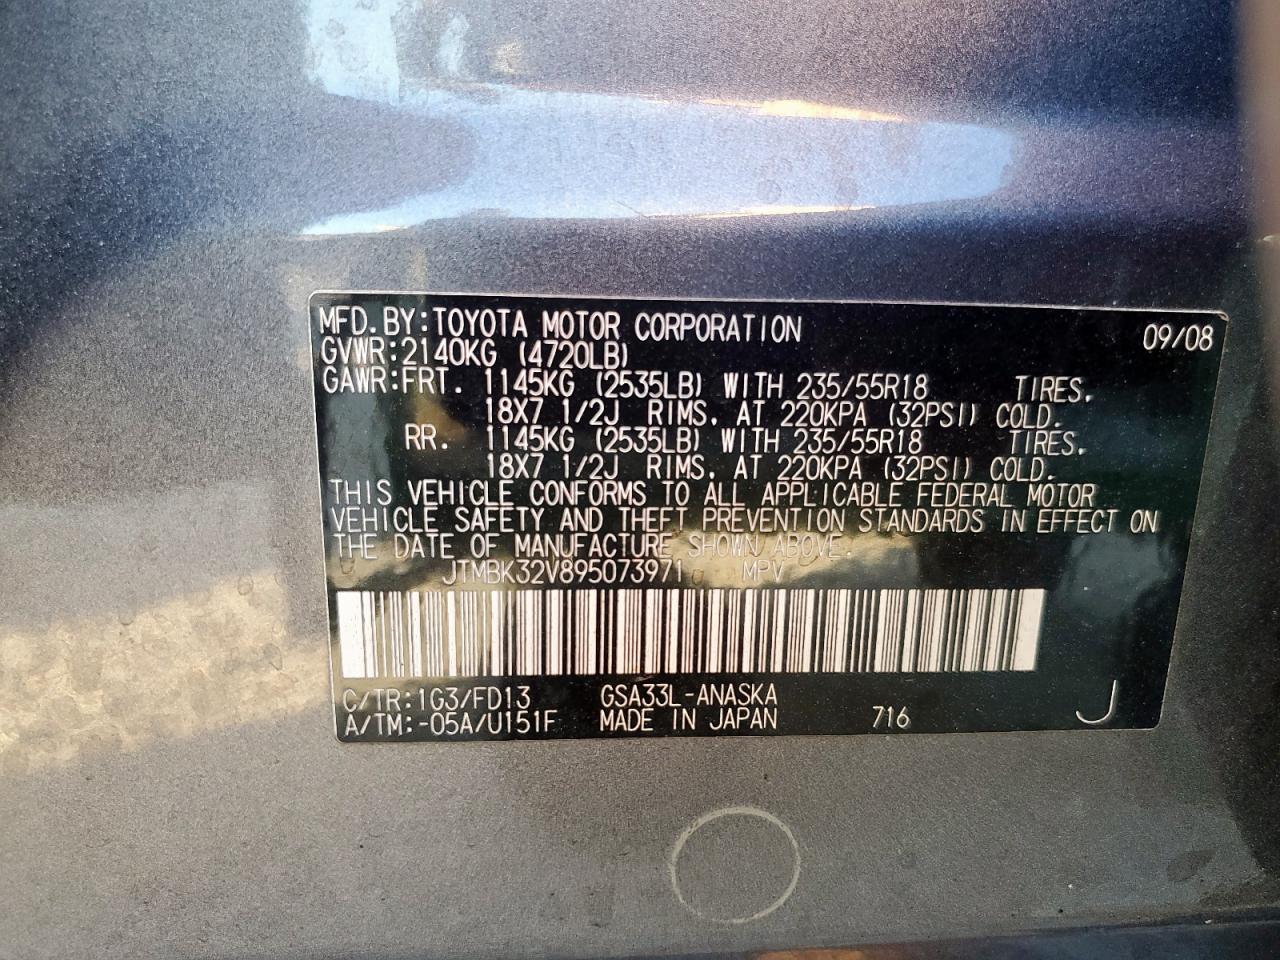 MFD.BY:TOYOTA MOTOR CORPORATION 09/08
GVWR:2140KG (4720LB)
GAWR:FRT. 1145KG (2535LB) WITH 235/55R18 TIRES.
18X7 1/2J RIMS, AT 220KPA (32PSI) COLD.
RR. 1145KG (2535LB) WITH 235/55R18 TIRES.
18X7 1/2J RIMS, AT 220KPA (32PSI) COLD.
THIS VEHICLE CONFORMS TO ALL APPLICABLE FEDERAL MOTOR
VEHICLE SAFETY AND THEFT PREVENTION STANDARDS IN EFFECT ON
THE DATE OF MANUFACTURE SHOWN ABOVE.
JTMBK32V895073971 MPV
C/TR:1G3/FD13 GSA33L-ANASKA
A/TM:-05A/U151F MADE IN JAPAN 716 J